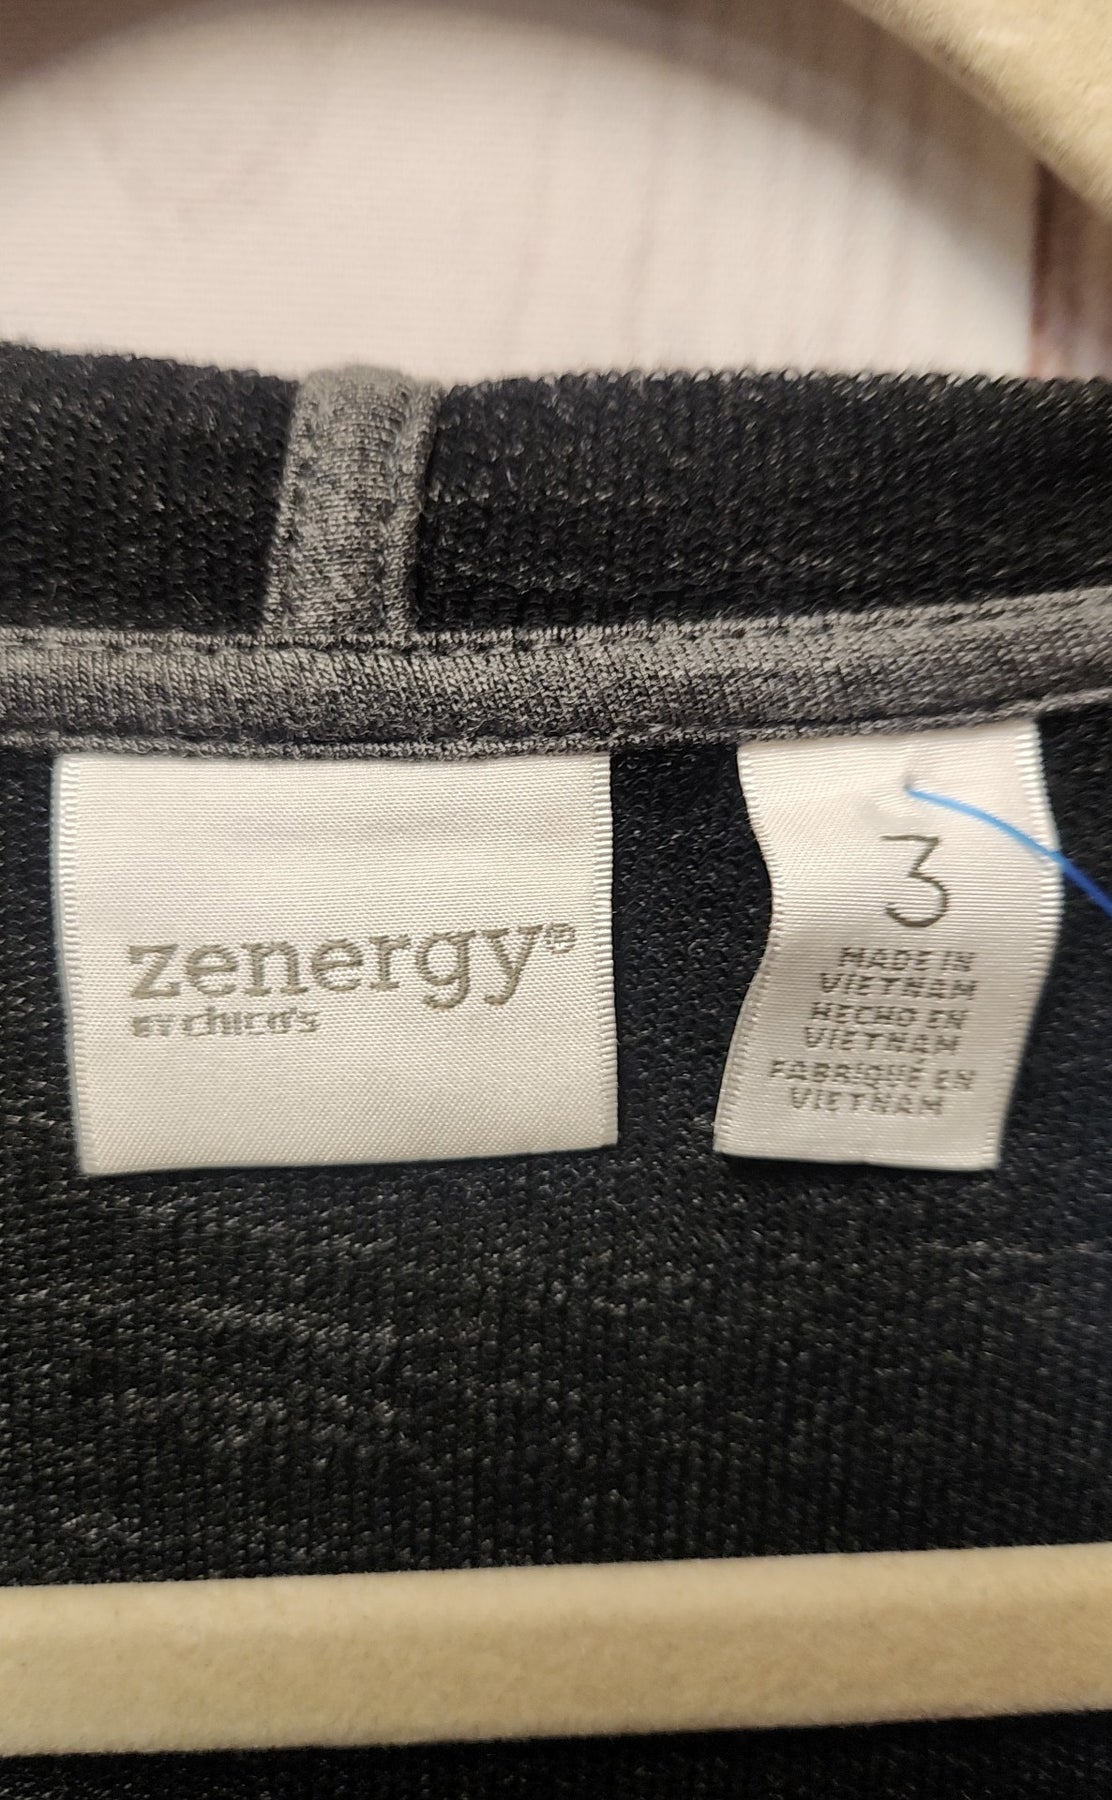 zenergy®
BY chico's
3
MADE IN
VIETNAM
HECHO EN
VIETNAM
FABRIQUÉ EN
VIETNAM